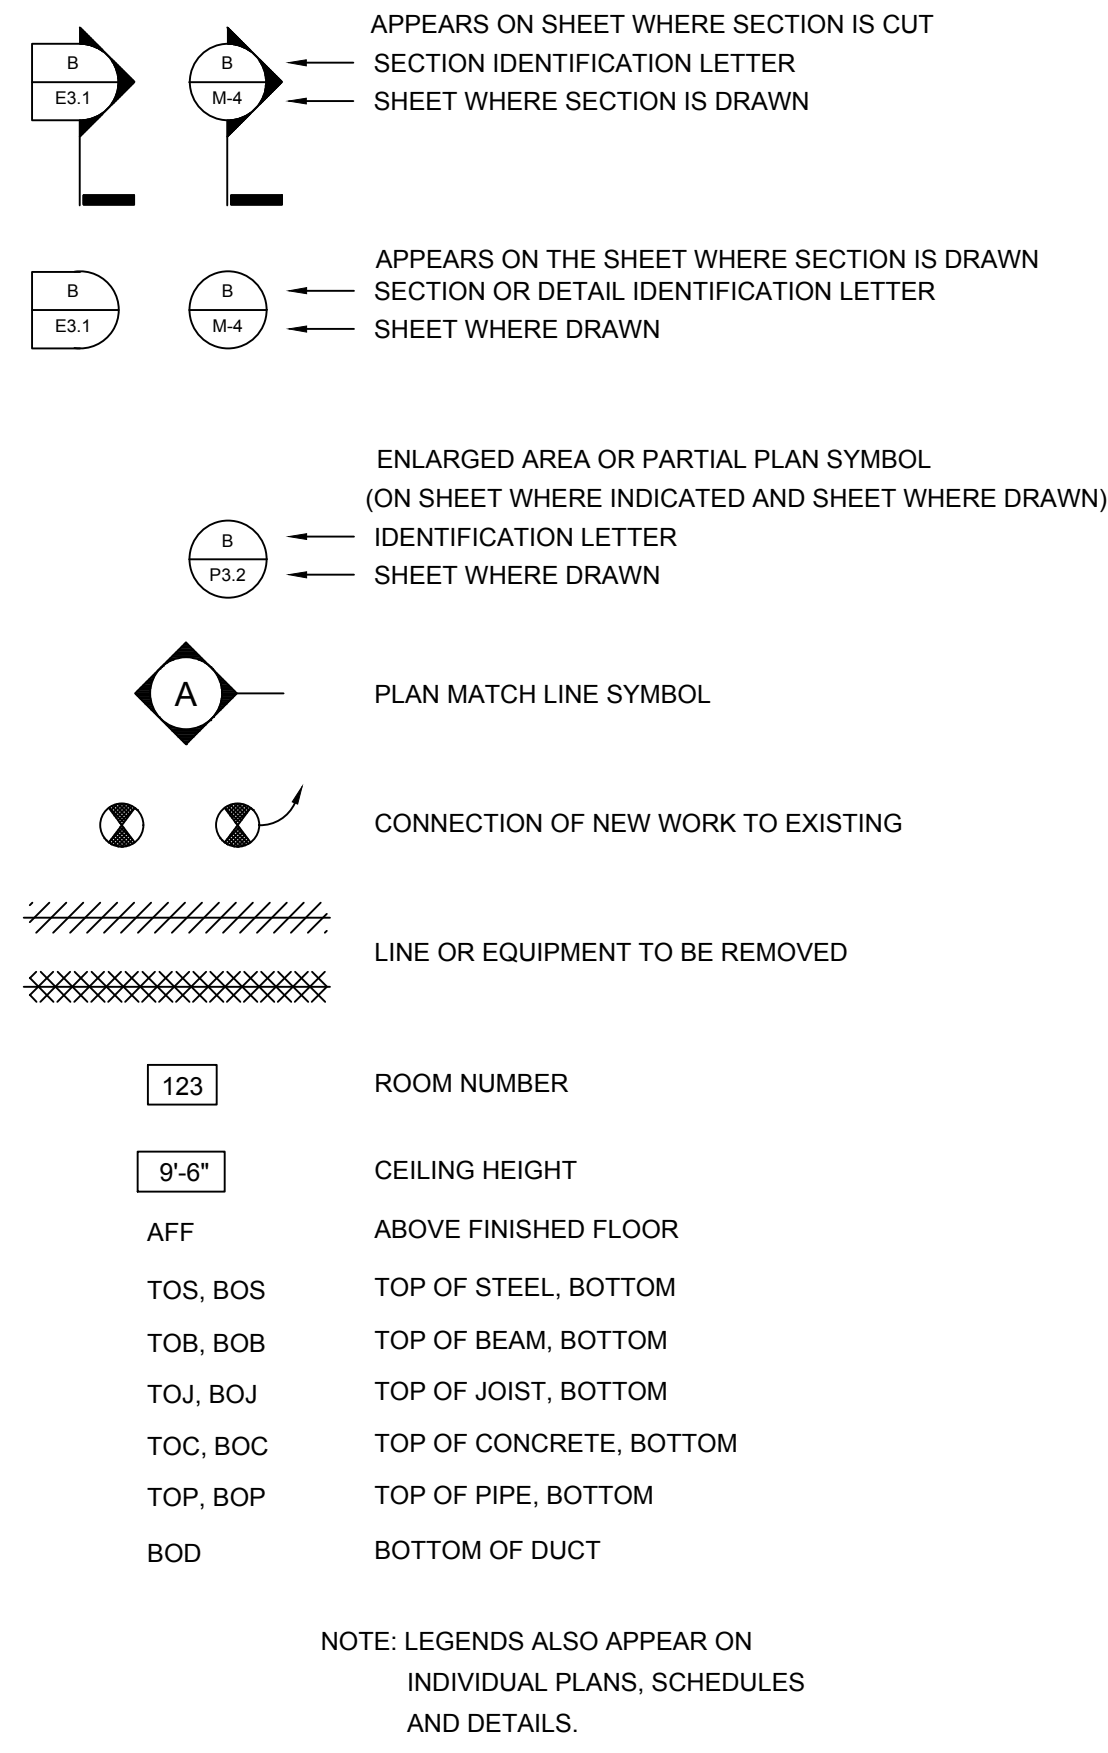 APPEARS ON SHEET WHERE SECTION IS CUT
B B SECTION IDENTIFICATION LETTER
E3.1 M-4 SHEET WHERE SECTION IS DRAWN
APPEARS ON THE SHEET WHERE SECTION IS DRAWN
B B SECTION OR DETAIL IDENTIFICATION LETTER
E3.1 M-4 SHEET WHERE DRAWN
ENLARGED AREA OR PARTIAL PLAN SYMBOL
(ON SHEET WHERE INDICATED AND SHEET WHERE DRAWN)
B IDENTIFICATION LETTER
P3.2 SHEET WHERE DRAWN
A PLAN MATCH LINE SYMBOL
CONNECTION OF NEW WORK TO EXISTING
LINE OR EQUIPMENT TO BE REMOVED
123 ROOM NUMBER
9'-6" CEILING HEIGHT
AFF ABOVE FINISHED FLOOR
TOS, BOS TOP OF STEEL, BOTTOM
TOB, BOB TOP OF BEAM, BOTTOM
TOJ, BOJ TOP OF JOIST, BOTTOM
TOC, BOC TOP OF CONCRETE, BOTTOM
TOP, BOP TOP OF PIPE, BOTTOM
BOD BOTTOM OF DUCT
NOTE: LEGENDS ALSO APPEAR ON
INDIVIDUAL PLANS, SCHEDULES
AND DETAILS.